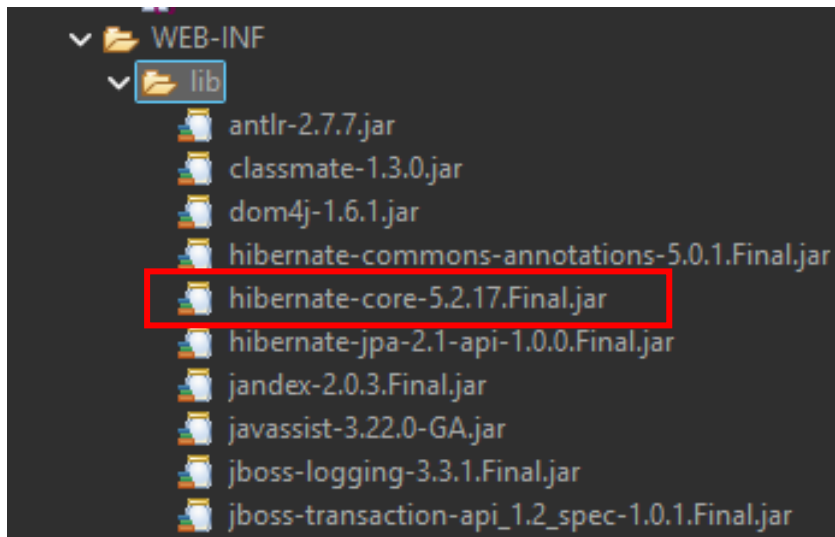 WEB-INF
lib
antlr-2.7.7.jar
classmate-1.3.0.jar
dom4j-1.6.1.jar
hibernate-commons-annotations-5.0.1.Final.jar
hibernate-core-5.2.17.Final.jar
hibernate-jpa-2.1-api-1.0.0.Final.jar
jandex-2.0.3.Final.jar
javassist-3.22.0-GA.jar
jboss-logging-3.3.1.Final.jar
jboss-transaction-api_1.2_spec-1.0.1.Final.jar